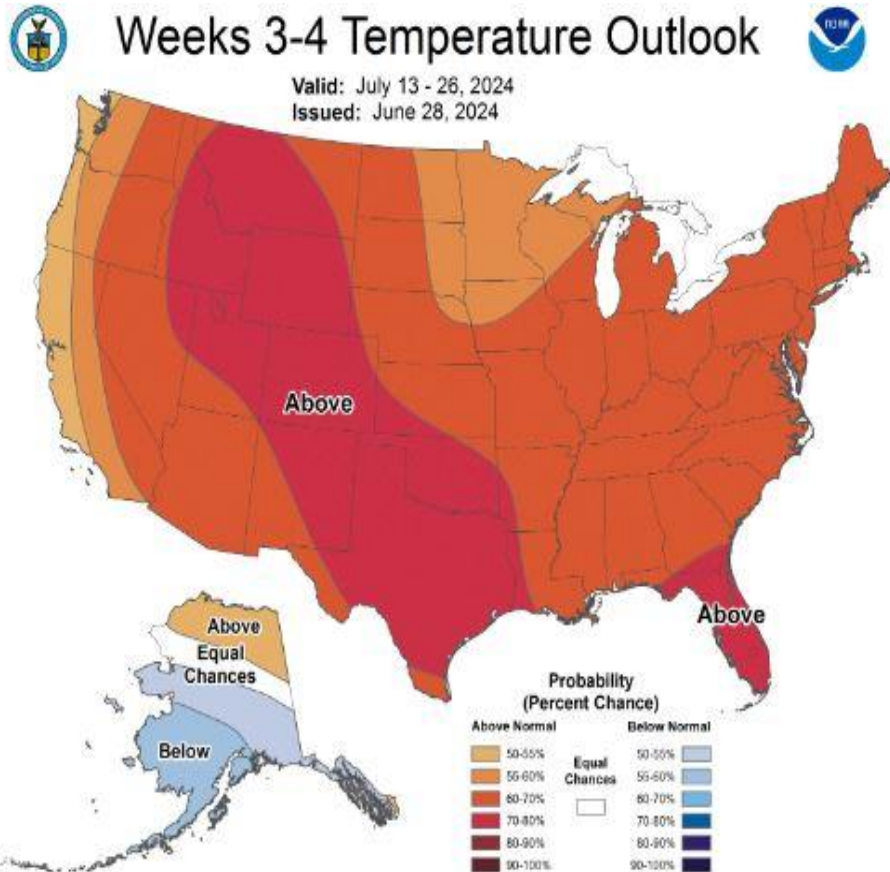 Weeks 3-4 Temperature Outlook
NOAA
Valid: July 13 - 26, 2024
Issued: June 28, 2024
Above
Above
Above
Equal
Chances
Below
Probability
(Percent Chance)
Above Normal
50-55%
55-60%
60-70%
70-80%
80-90%
90-100%
Equal
Chances
Below Normal
50-55%
55-60%
60-70%
70-80%
80-90%
90-100%